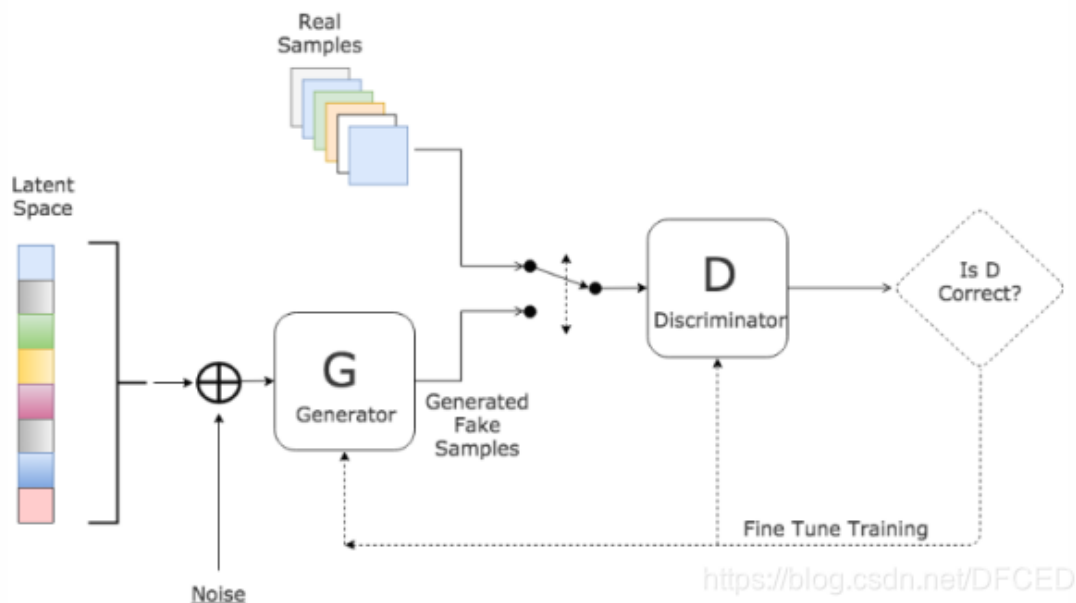 Real
Samples
Latent
Space
G
Generator
Generated
Fake
Samples
D
Discriminator
Is D
Correct?
Fine Tune Training
Noise
https://blog.csdn.net/DFCED